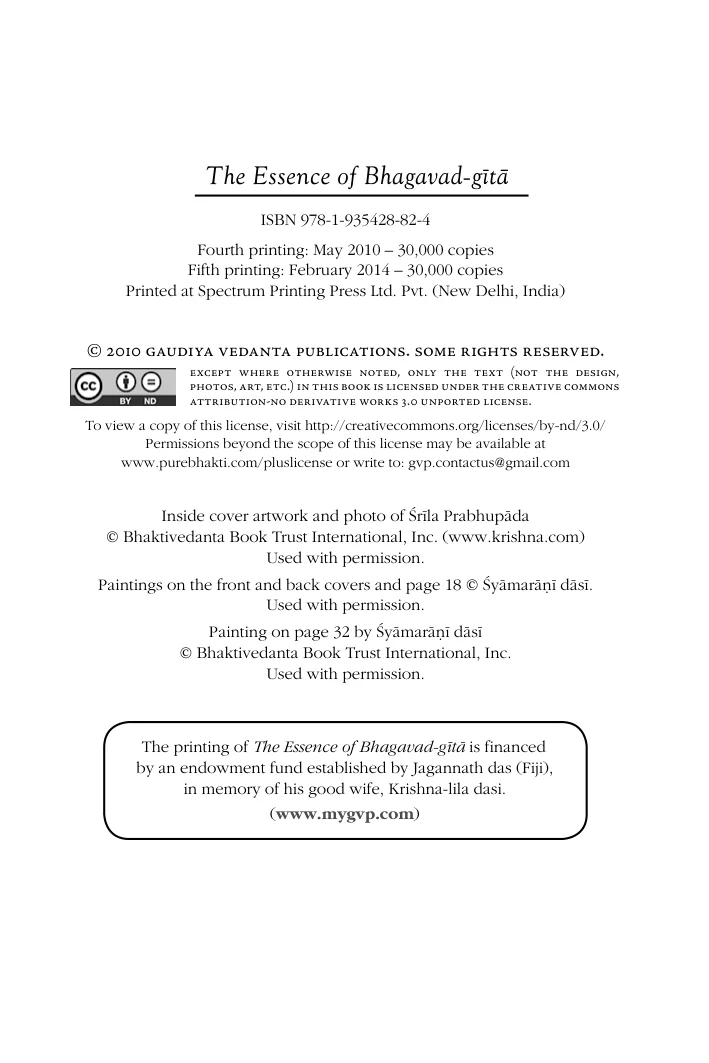 The Essence of Bhagavad-gītā
ISBN 978-1-935428-82-4
Fourth printing: May 2010 – 30,000 copies
Fifth printing: February 2014 – 30,000 copies
Printed at Spectrum Printing Press Ltd. Pvt. (New Delhi, India)
© 2010 GAUDIYA VEDANTA PUBLICATIONS. SOME RIGHTS RESERVED.
cc BY ND
EXCEPT WHERE OTHERWISE NOTED, ONLY THE TEXT (NOT THE DESIGN,
PHOTOS, ART, ETC.) IN THIS BOOK IS LICENSED UNDER THE CREATIVE COMMONS
ATTRIBUTION-NO DERIVATIVE WORKS 3.0 UNPORTED LICENSE.
To view a copy of this license, visit http://creativecommons.org/licenses/by-nd/3.0/
Permissions beyond the scope of this license may be available at
www.purebhakti.com/pluslicense or write to: gvp.contactus@gmail.com
Inside cover artwork and photo of Śrīla Prabhupāda
© Bhaktivedanta Book Trust International, Inc. (www.krishna.com)
Used with permission.
Paintings on the front and back covers and page 18 © Śyāmarāṇī dāsī.
Used with permission.
Painting on page 32 by Śyāmarāṇī dāsī
© Bhaktivedanta Book Trust International, Inc.
Used with permission.
The printing of The Essence of Bhagavad-gītā is financed
by an endowment fund established by Jagannath das (Fiji),
in memory of his good wife, Krishna-lila dasi.
(www.mygvp.com)